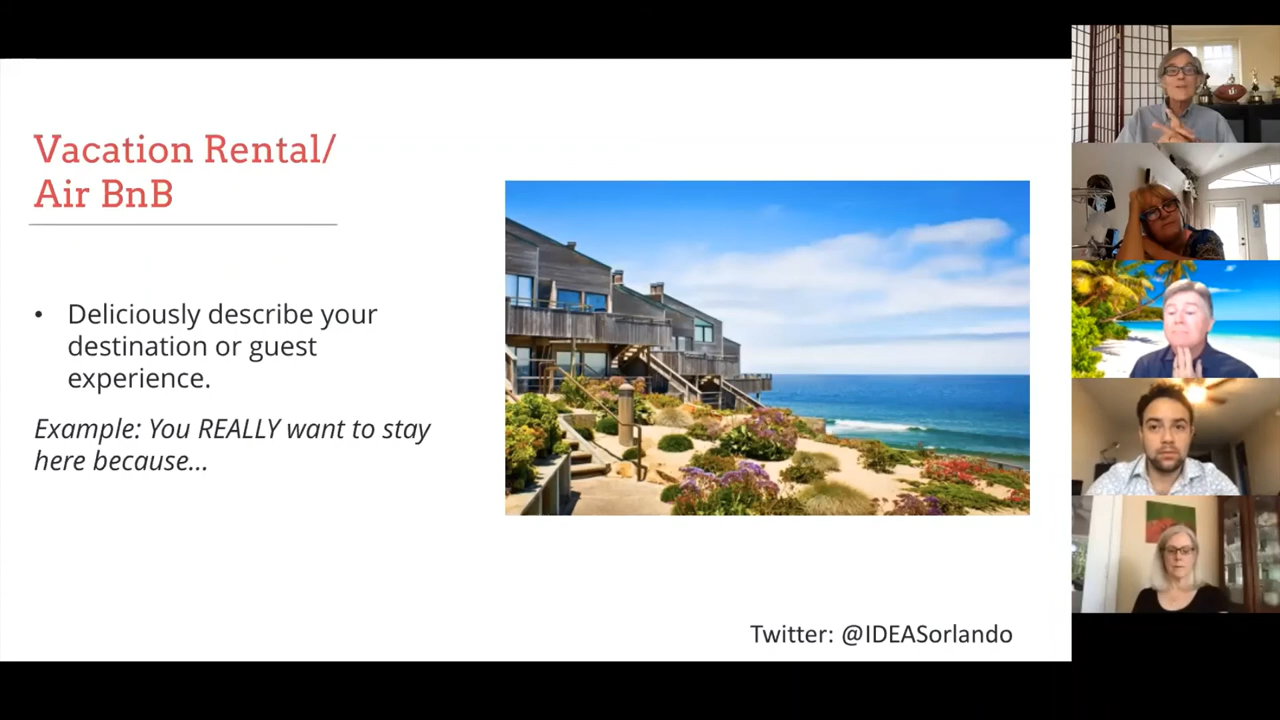 Vacation Rental/
Air BnB
• Deliciously describe your
destination or guest
experience.
Example: You REALLY want to stay
here because...
Twitter: @IDEASorlando